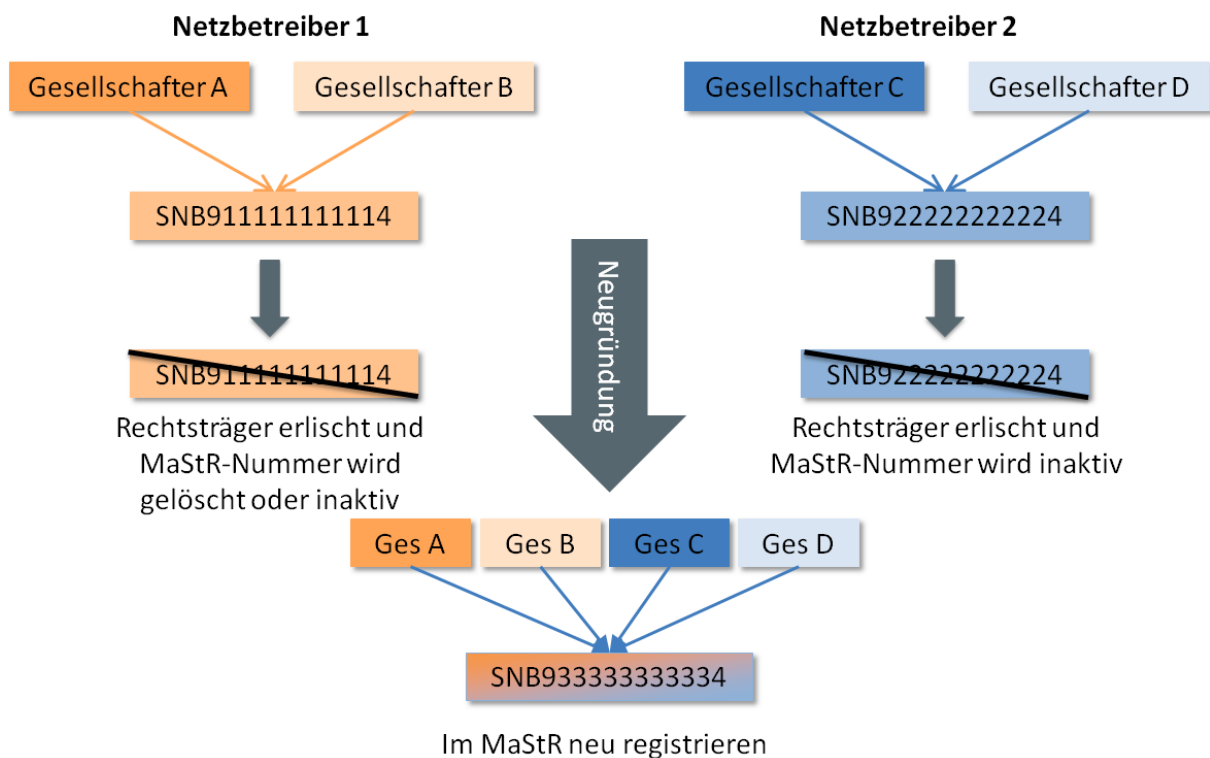 Netzbetreiber 1
Netzbetreiber 2
Gesellschafter A
Gesellschafter B
Gesellschafter C
Gesellschafter D
SNB911111111114
SNB922222222224
Neugründung
SNB911111111114
SNB922222222224
Rechtsträger erlischt und
MaStR-Nummer wird
gelöscht oder inaktiv
Rechtsträger erlischt und
MaStR-Nummer wird inaktiv
Ges A
Ges B
Ges C
Ges D
SNB933333333334
Im MaStR neu registrieren